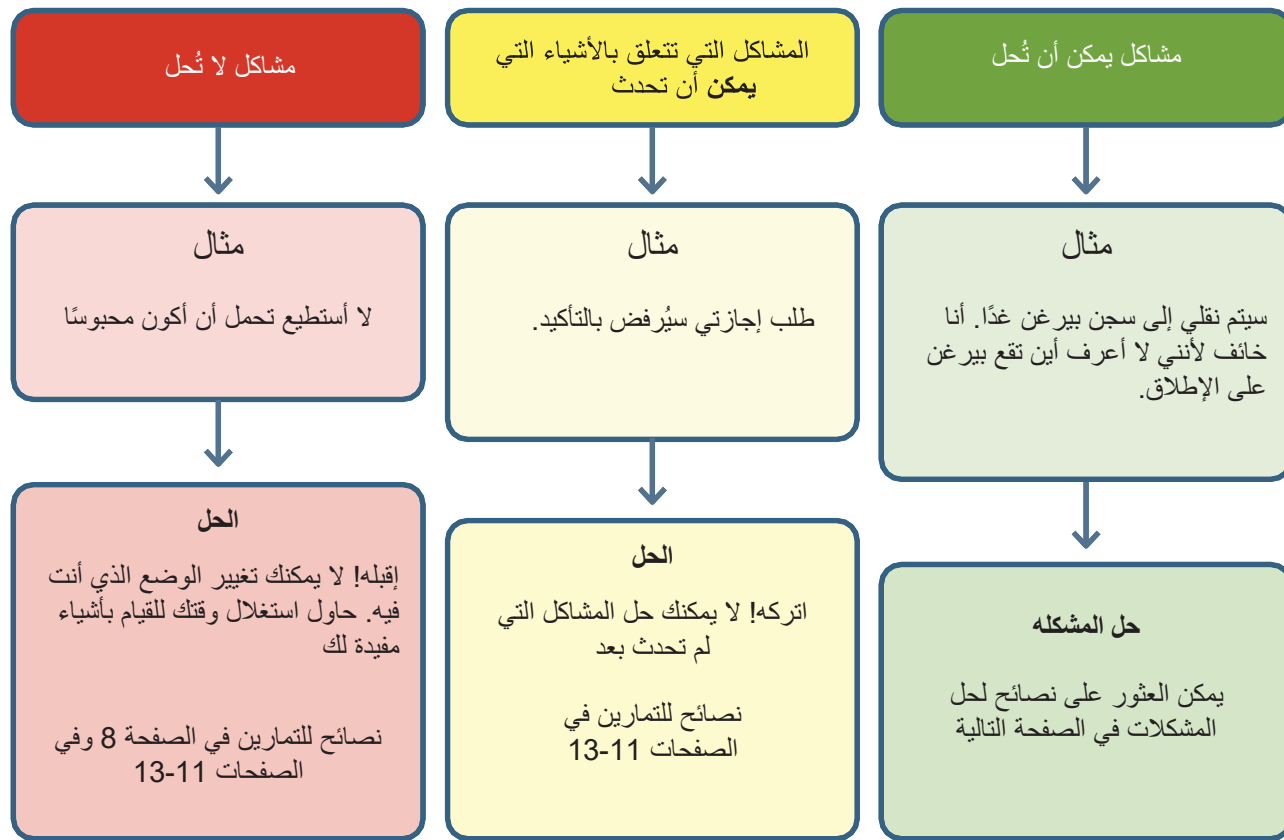 مشاكل يمكن أن تُحل
سيتم نقلي إلى سجن بيرغن غدًا. أنا
خائف لأنني لا أعرف أين تقع بيرغن
على الإطلاق.
مثال
حل المشكله
يمكن العثور على نصائح لحل
المشكلات في الصفحة التالية
المشاكل التي تتعلق بالأشياء التي
يمكن أن تحدث
مثال
طلب إجازتي سيُرفض بالتأكيد.
الحل
اتركه! لا يمكنك حل المشاكل التي
لم تحدث بعد
نصائح للتمارين في
الصفحات 11-13
مشاكل لا تُحل
مثال
لا أستطيع تحمل أن أكون محبوسًا
الحل
إقبله! لا يمكنك تغيير الوضع الذي أنت
فيه. حاول استغلال وقتك للقيام بأشياء
مفيدة لك
نصائح للتمارين في الصفحة 8 وفي
الصفحات 11-13